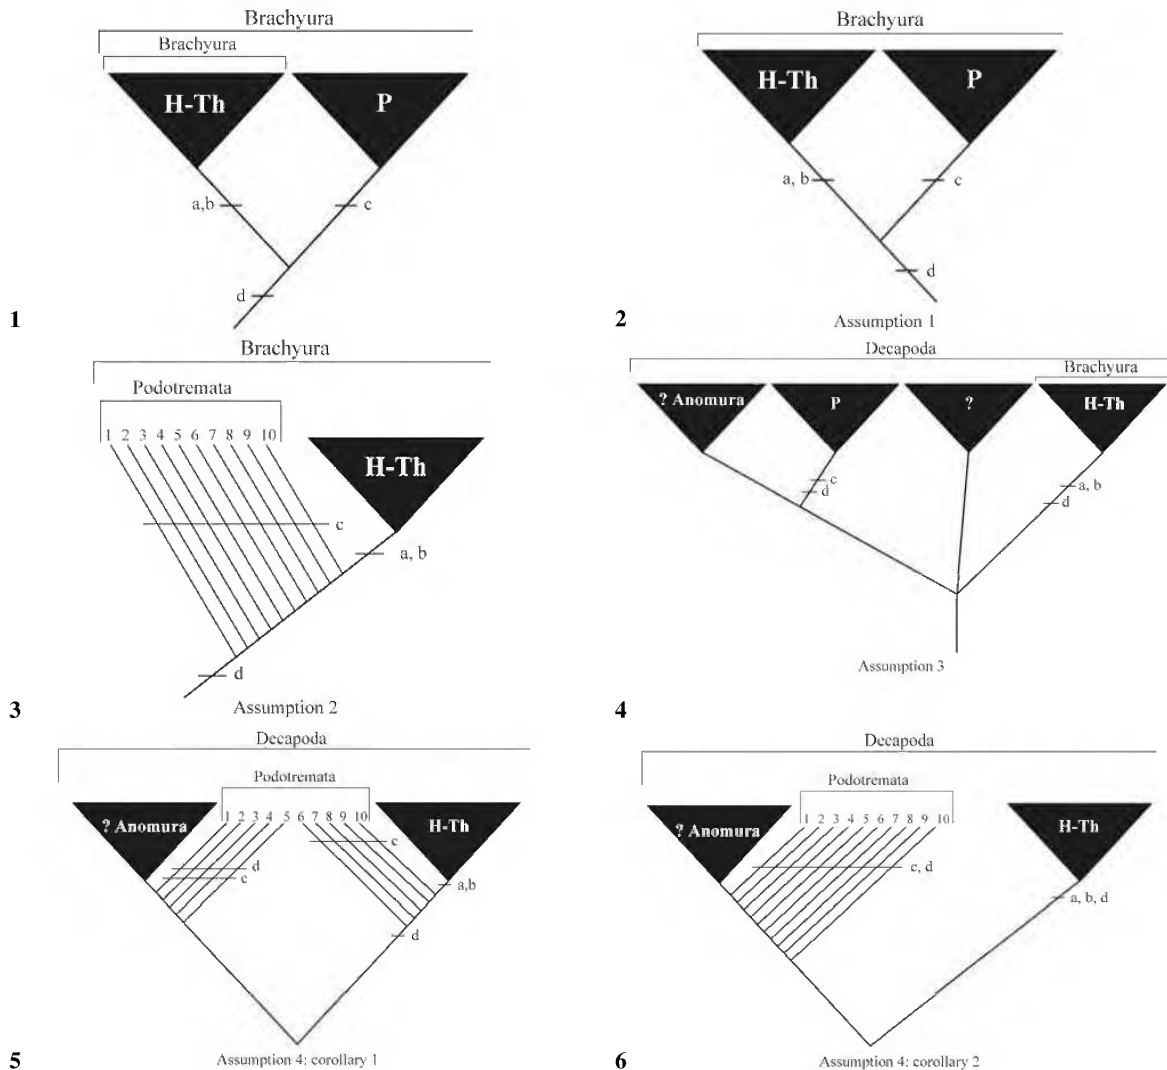 Brachyura
Brachyura
H-Th P
a,b c
d
1
Brachyura
H-Th P
a, b c
d
2
Assumption 1
Brachyura
Podotremata
1 2 3 4 5 6 7 8 9 10
H-Th
c
a, b
d
3
Assumption 2
Decapoda
Brachyura
? Anomura P ? H-Th
c
d
a, b
d
Assumption 3
4
Decapoda
Podotremata
? Anomura
1 2 3 4 5 6 7 8 9 10
H-Th
c
d
c
a,b
d
5
Assumption 4: corollary 1
Decapoda
Podotremata
? Anomura
1 2 3 4 5 6 7 8 9 10
H-Th
c, d
a, b, d
6
Assumption 4: corollary 2